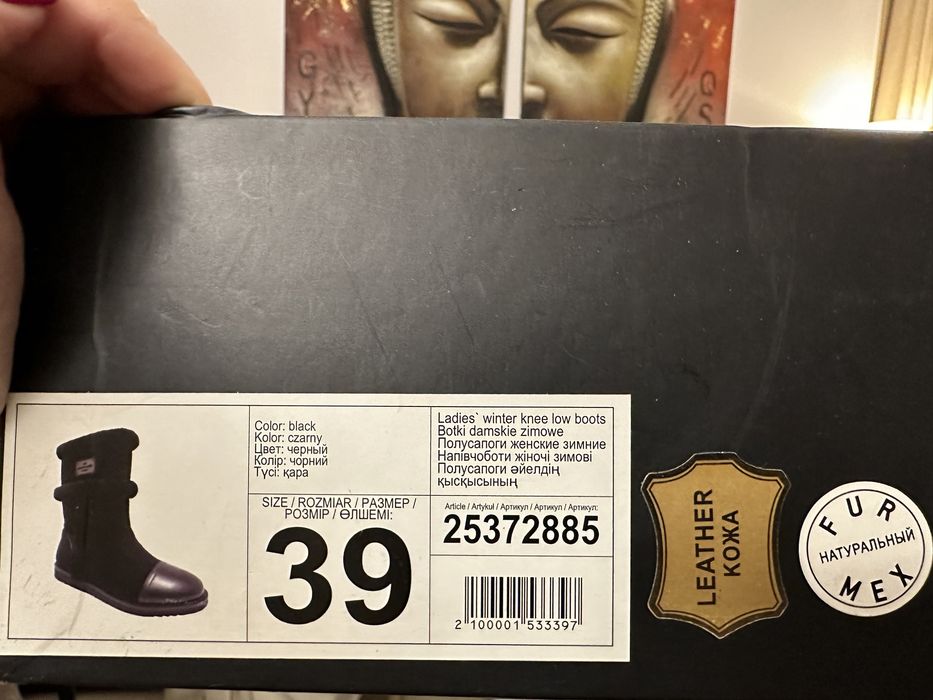 Color: black
Kolor: czarny
Цвет: черный
Колір: чорний
Түсі: қара
Ladies` winter knee low boots
Botki damskie zimowe
Полусапоги женские зимние
Напівчоботи жіночі зимові
Полусапоги әйелдің
қысқысының
SIZE / ROZMIAR / РАЗМЕР /
РОЗМІР / ӨЛШЕМІ:
39
Article / Artykuł / Артикул / Артикул / Артикул:
25372885
2 100001 533397
LEATHER
КОЖА
FUR
НАТУРАЛЬНЫЙ
МЕХ